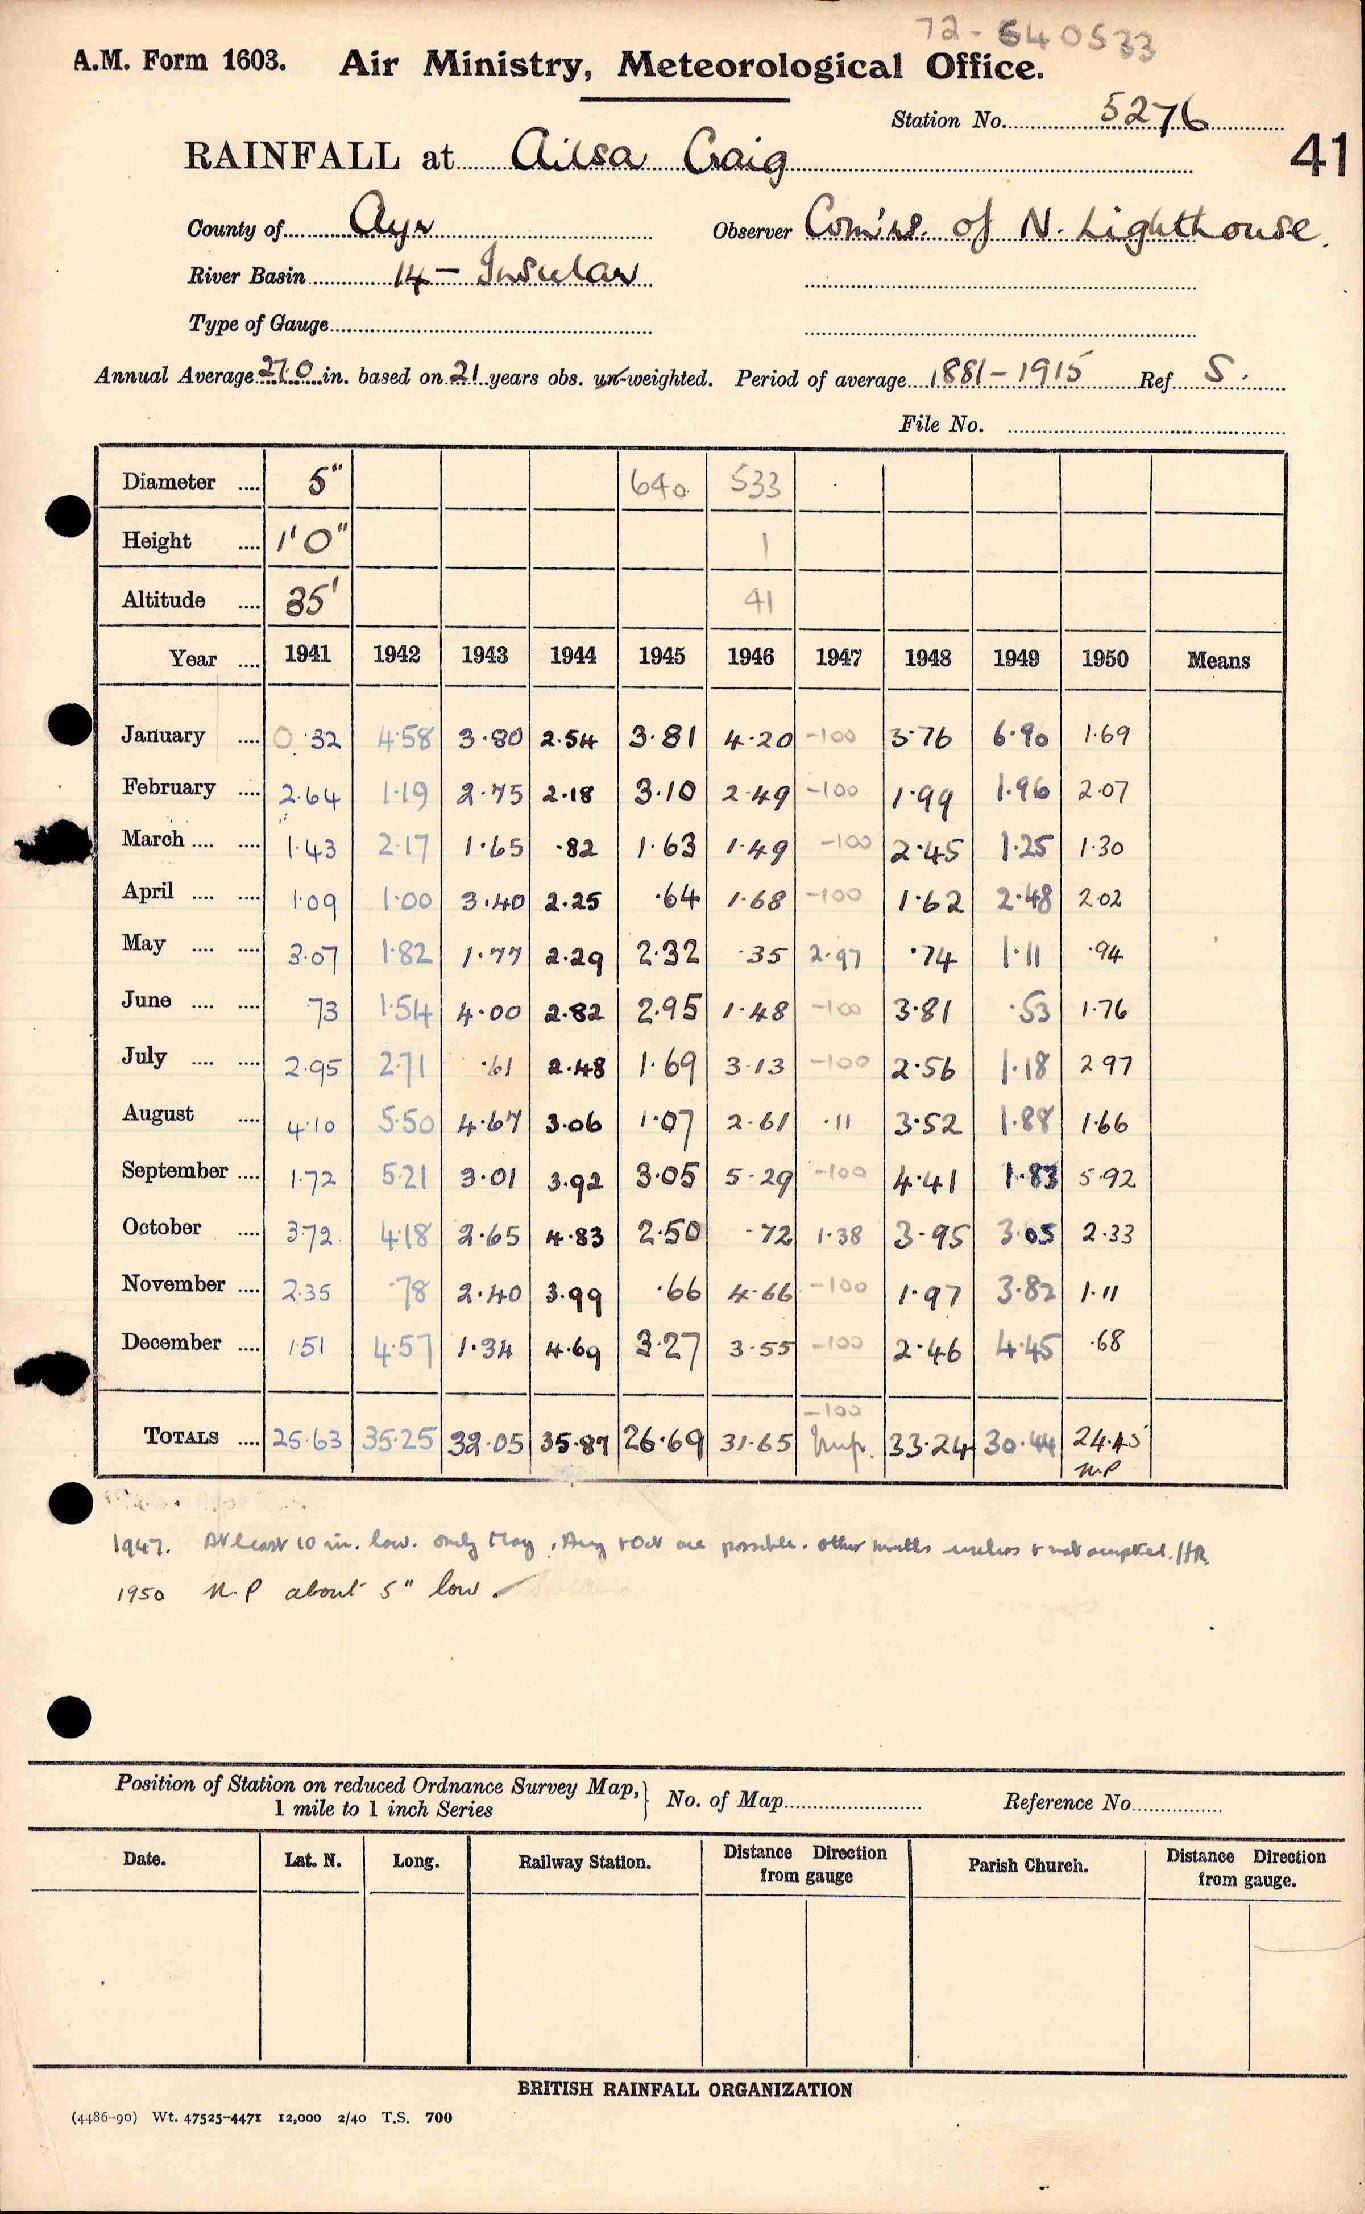 72-640533
A.M. Form 1603. Air Ministry, Meteorological Office.
Station No. 5276
41
RAINFALL at Ailsa Craig
County of Ayr Observer Com'rs. of N. Lighthouse.
River Basin 14 - Insular
Type of Gauge
Annual Average 27.0 in. based on 21 years obs. un-weighted. Period of average 1881-1915 Ref S.
File No.
Diameter .... 5" 640 533
Height .... 1'0" 1
Altitude .... 35' 41
Year .... 1941 1942 1943 1944 1945 1946 1947 1948 1949 1950 Means
January .... 0.32 4.58 3.80 2.54 3.81 4.20 -100 3.76 6.90 1.69
February .... 2.64 1.19 2.75 2.18 3.10 2.49 -100 1.99 1.96 2.07
March .... .... 1.43 2.17 1.65 .82 1.63 1.49 -100 2.45 1.25 1.30
April .... .... 1.09 1.00 3.40 2.25 .64 1.68 -100 1.62 2.48 2.02
May .... .... 3.07 1.82 1.77 2.29 2.32 .35 2.97 .74 1.11 .94
June .... .... .73 1.54 4.00 2.82 2.95 1.48 -100 3.81 .53 1.76
July .... .... 2.95 2.71 .61 2.48 1.69 3.13 -100 2.56 1.18 2.97
August .... 4.10 5.50 4.67 3.06 1.07 2.61 .11 3.52 1.88 1.66
September .... 1.72 5.21 3.01 3.92 3.05 5.29 -100 4.41 1.83 5.92
October .... 3.72 4.18 2.65 4.83 2.50 .72 1.38 3.95 3.05 2.33
November .... 2.35 .78 2.40 3.99 .66 4.66 -100 1.97 3.82 1.11
December .... 1.51 4.57 1.34 4.69 3.27 3.55 -100 2.46 4.45 .68
-100
TOTALS .... 25.63 35.25 32.05 35.87 26.69 31.65 33.24 30.44 24.45
N.P
1947. At least 10 in. low. only May, Aug + Oct are possible. other months useless & not accepted.
1950 N.P about 5" low
Position of Station on reduced Ordnance Survey Map, 1 mile to 1 inch Series } No. of Map Reference No
Date. Lat. N. Long. Railway Station. Distance Direction from gauge Parish Church. Distance Direction from gauge.
BRITISH RAINFALL ORGANIZATION
(4486-90) Wt. 47525-4471 12,000 2/40 T.S. 700